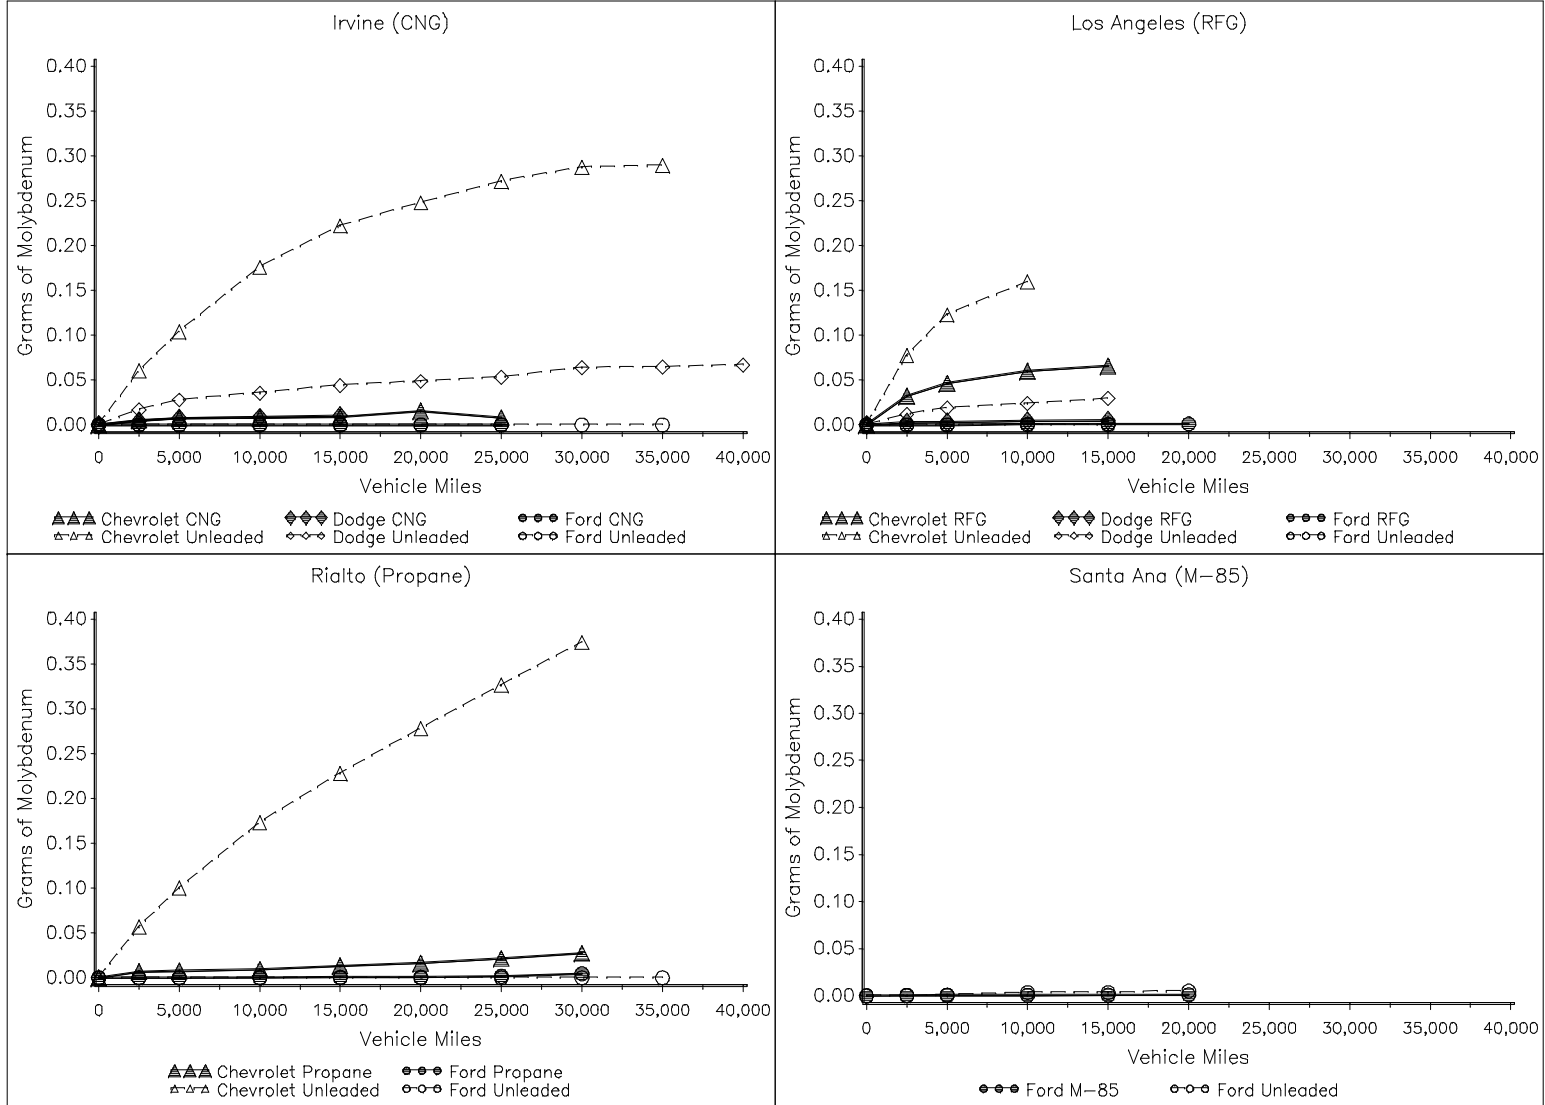 Irvine (CNG)
Grams of Molybdenum
0.40
0.35
0.30
0.25
0.20
0.15
0.10
0.05
0.00
0 5,000 10,000 15,000 20,000 25,000 30,000 35,000 40,000
Vehicle Miles
Chevrolet CNG Dodge CNG Ford CNG
Chevrolet Unleaded Dodge Unleaded Ford Unleaded
Los Angeles (RFG)
Grams of Molybdenum
0.40
0.35
0.30
0.25
0.20
0.15
0.10
0.05
0.00
0 5,000 10,000 15,000 20,000 25,000 30,000 35,000 40,000
Vehicle Miles
Chevrolet RFG Dodge RFG Ford RFG
Chevrolet Unleaded Dodge Unleaded Ford Unleaded
Rialto (Propane)
Grams of Molybdenum
0.40
0.35
0.30
0.25
0.20
0.15
0.10
0.05
0.00
0 5,000 10,000 15,000 20,000 25,000 30,000 35,000 40,000
Vehicle Miles
Chevrolet Propane Ford Propane
Chevrolet Unleaded Ford Unleaded
Santa Ana (M-85)
Grams of Molybdenum
0.40
0.35
0.30
0.25
0.20
0.15
0.10
0.05
0.00
0 5,000 10,000 15,000 20,000 25,000 30,000 35,000 40,000
Vehicle Miles
Ford M-85 Ford Unleaded